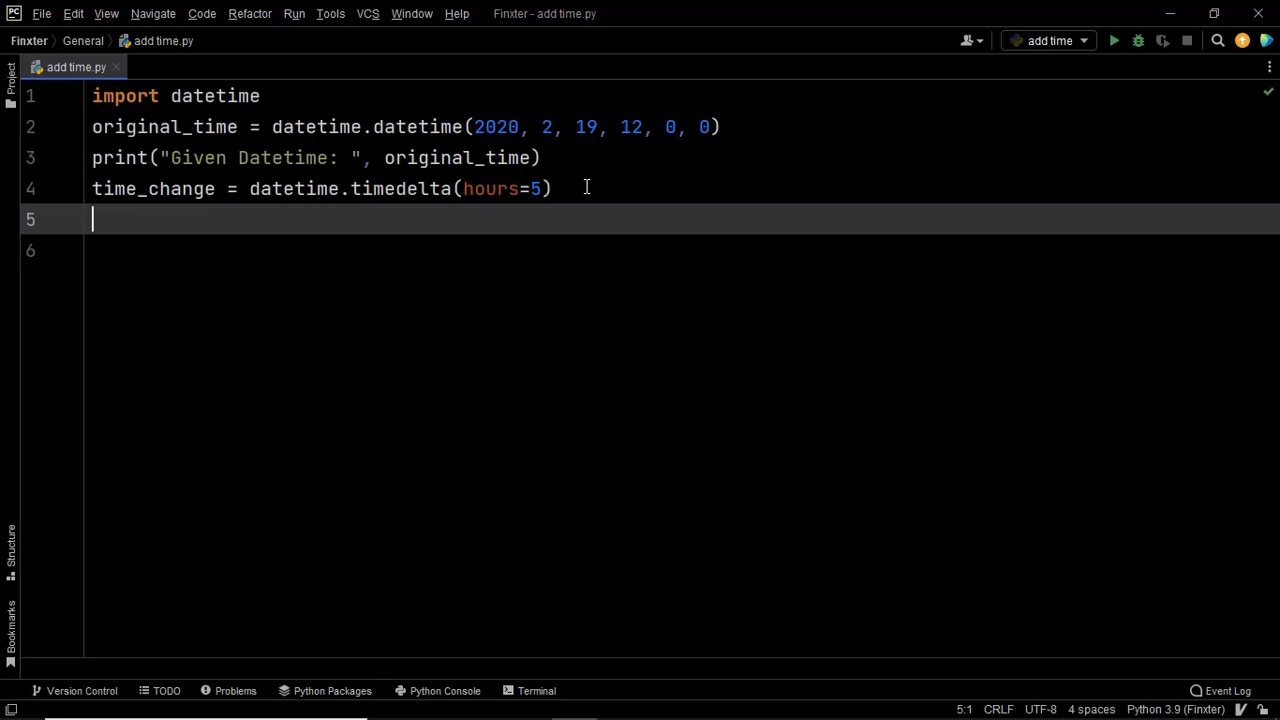 PC File Edit View Navigate Code Refactor Run Tools VCS Window Help Finxter - add time.py
Finxter General add time.py add time
Project add time.py
1 import datetime
2 original_time = datetime.datetime(2020, 2, 19, 12, 0, 0)
3 print("Given Datetime: ", original_time)
4 time_change = datetime.timedelta(hours=5)
5
6
Structure
Bookmarks
Version Control TODO Problems Python Packages Python Console Terminal Event Log
5:1 CRLF UTF-8 4 spaces Python 3.9 (Finxter)